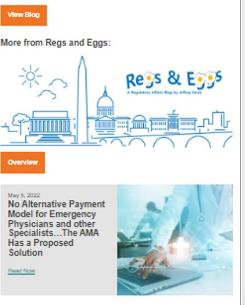 View Blog
More from Regs and Eggs:
Regs & Eggs
A Regulatory Affairs Blog by Jeffrey Davis
Overview
May 5, 2022
No Alternative Payment
Model for Emergency
Physicians and other
Specialists...The AMA
Has a Proposed
Solution
Read Now